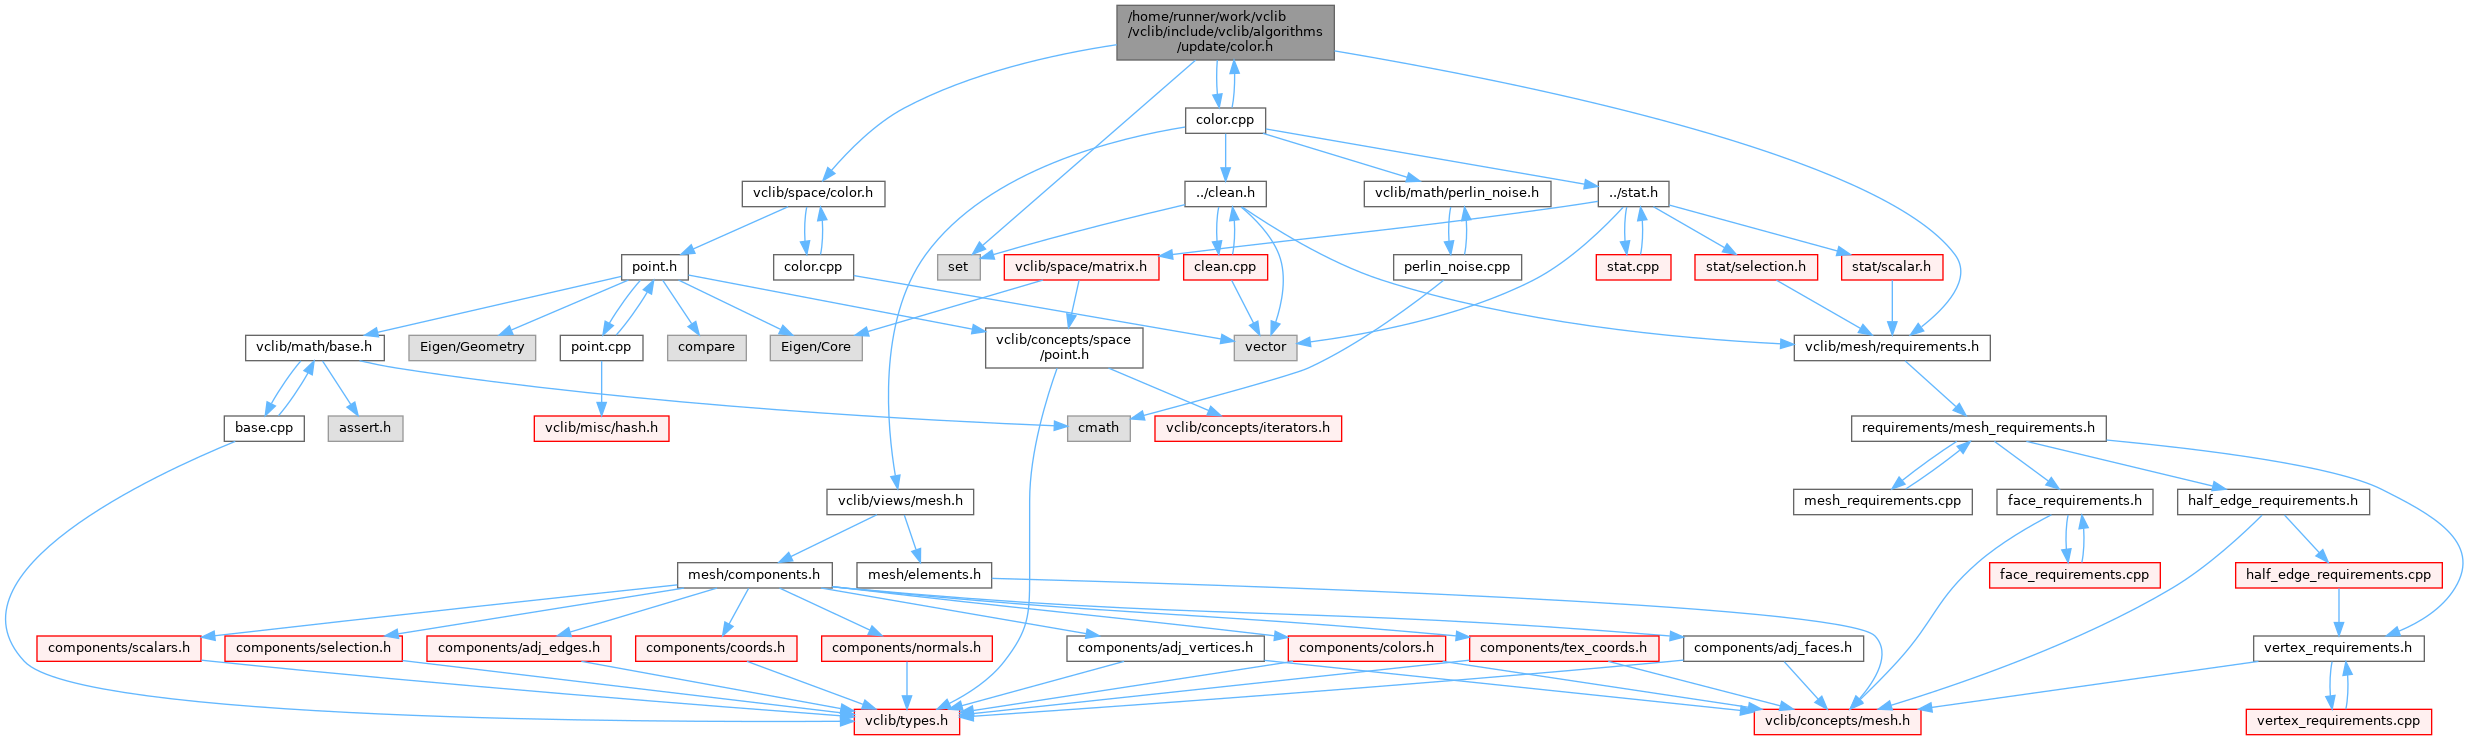 /home/runner/work/vclib
/vclib/include/vclib/algorithms
/update/color.h
color.cpp
vclib/space/color.h
../clean.h
vclib/math/perlin_noise.h
../stat.h
point.h
color.cpp
set
vclib/space/matrix.h
clean.cpp
perlin_noise.cpp
stat.cpp
stat/selection.h
stat/scalar.h
vclib/math/base.h
Eigen/Geometry
point.cpp
compare
Eigen/Core
vclib/concepts/space
/point.h
vector
vclib/mesh/requirements.h
base.cpp
assert.h
vclib/misc/hash.h
cmath
vclib/concepts/iterators.h
requirements/mesh_requirements.h
vclib/views/mesh.h
mesh_requirements.cpp
face_requirements.h
half_edge_requirements.h
mesh/components.h
mesh/elements.h
face_requirements.cpp
half_edge_requirements.cpp
components/scalars.h
components/selection.h
components/adj_edges.h
components/coords.h
components/normals.h
components/adj_vertices.h
components/colors.h
components/tex_coords.h
components/adj_faces.h
vertex_requirements.h
vclib/types.h
vclib/concepts/mesh.h
vertex_requirements.cpp